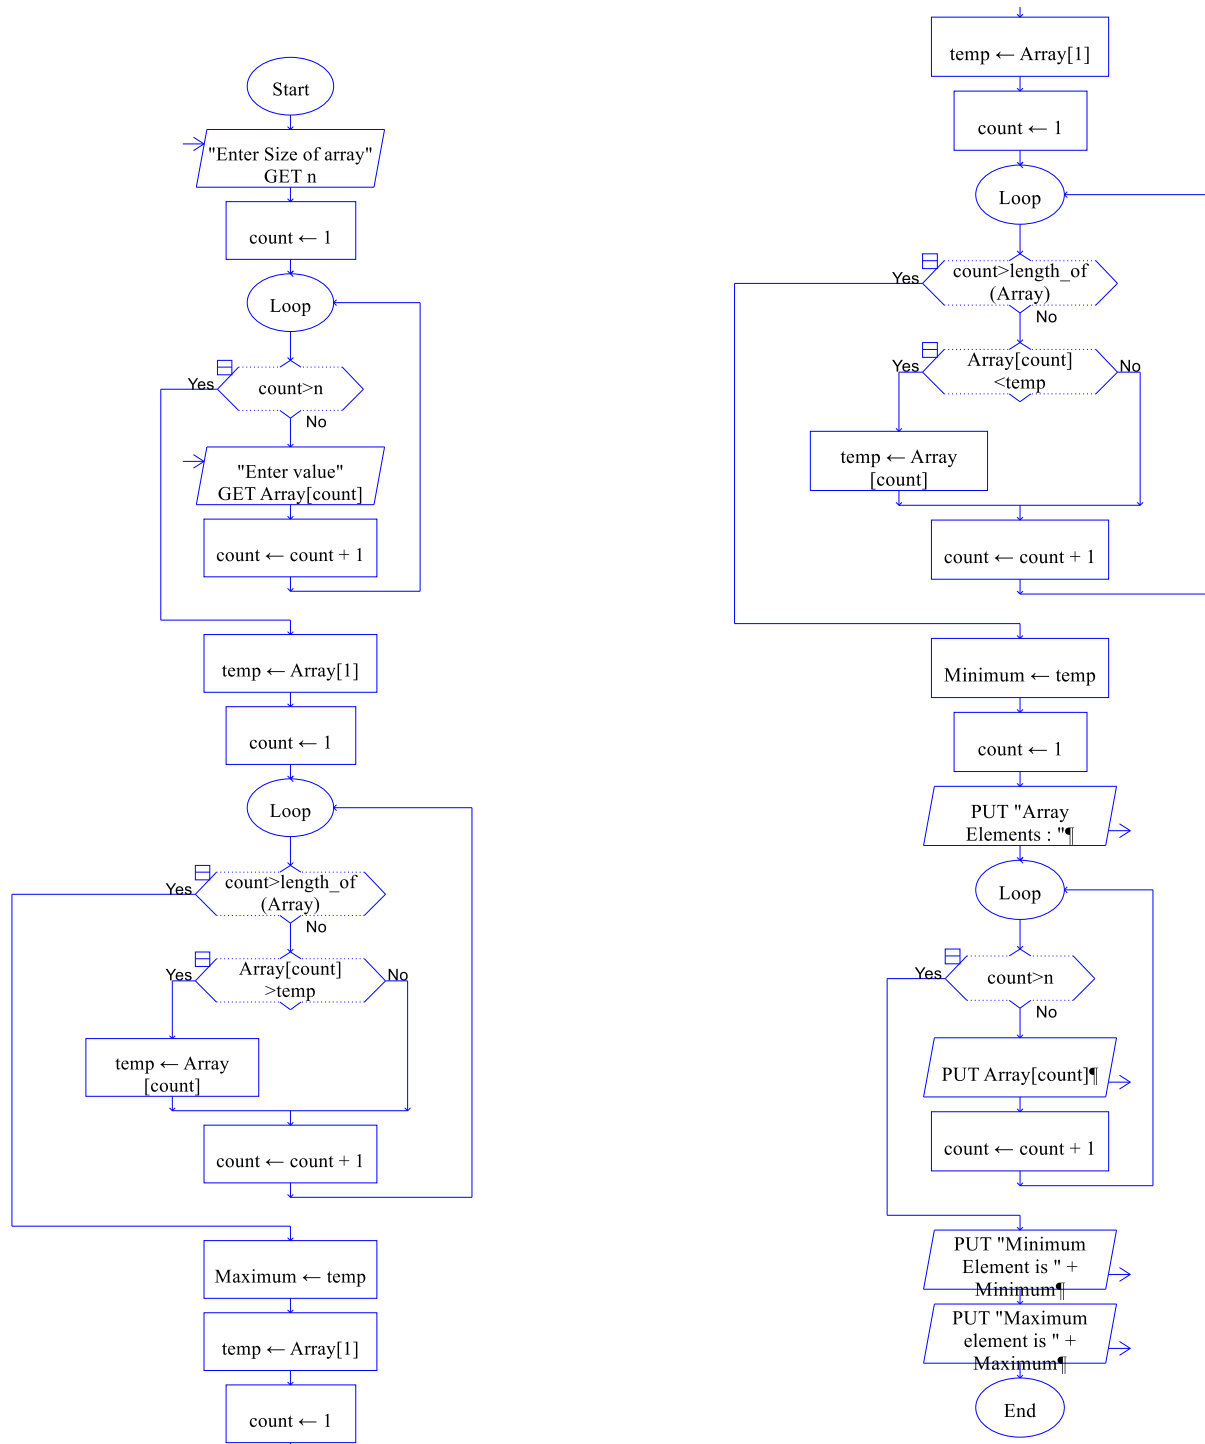 Start
"Enter Size of array"
GET n
count ← 1
Loop
Yes
count>n
No
"Enter value"
GET Array[count]
count ← count + 1
temp ← Array[1]
count ← 1
Loop
Yes
count>length_of
(Array)
No
Yes
Array[count]
>temp
No
temp ← Array
[count]
count ← count + 1
Maximum ← temp
temp ← Array[1]
count ← 1
temp ← Array[1]
count ← 1
Loop
Yes
count>length_of
(Array)
No
Yes
Array[count]
<temp
No
temp ← Array
[count]
count ← count + 1
Minimum ← temp
count ← 1
PUT "Array
Elements : "¶
Loop
Yes
count>n
No
PUT Array[count]¶
count ← count + 1
PUT "Minimum
Element is " +
Minimum¶
PUT "Maximum
element is " +
Maximum¶
End